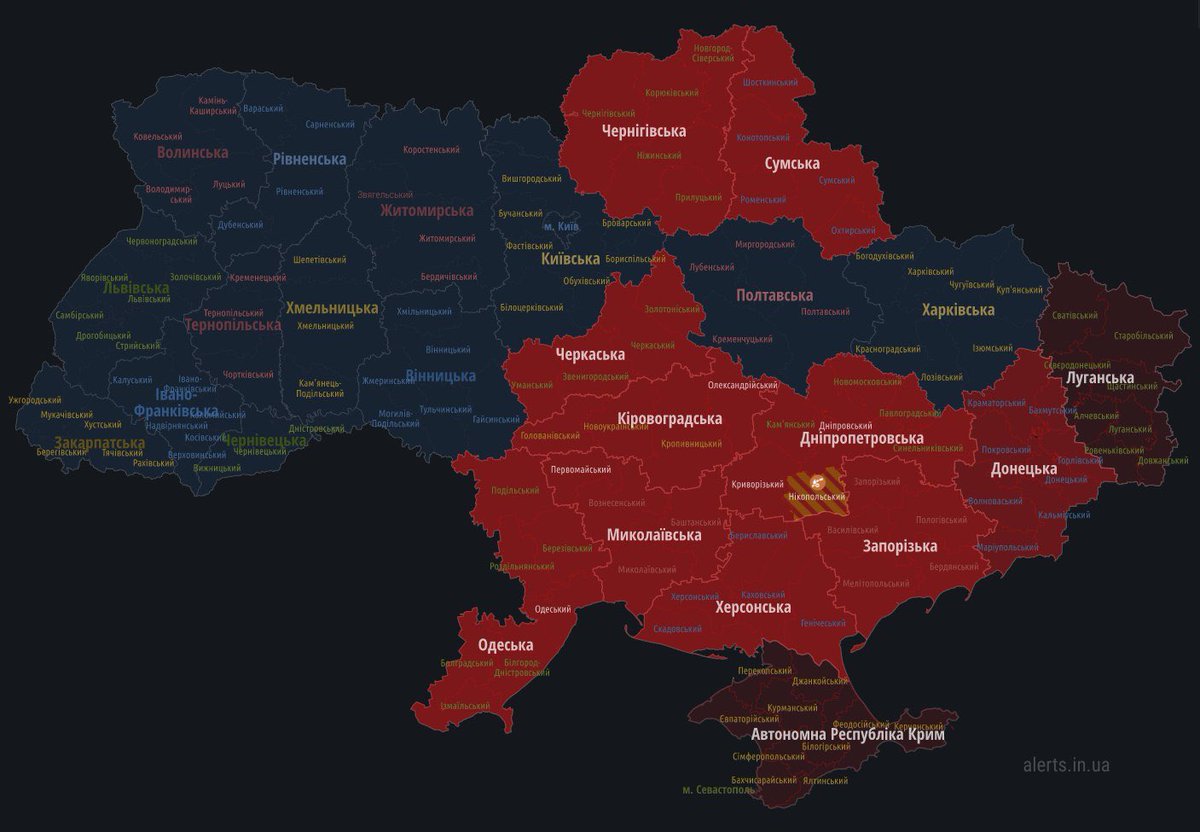 Новгород-
Сіверський
Шосткинський
Корюківський
Камінь-
Каширський
Вараський
Чернігівський
Сарненський
Чернігівська
Ковельський
Конотопський
Волинська
Рівненська
Коростенський
Ніжинський
Сумська
Вишгородський
Сумський
Володимир-
ський
Луцький
Рівненський
Звягельський
Прилуцький
Роменський
Житомирська
Бучанський
Дубенський
м. Київ
Броварський
Охтирський
Червоноградський
Житомирський
Фастівський
Миргородський
Київська
Бориспільський
Богодухівський
Шепетівський
Лубенський
Харківський
Яворівський
Золочівський
Кременецький
Бердичівський
Обухівський
Чугуївський
Куп'янський
Львівська
Львівський
Полтавська
Хмельницька
Білоцерківський
Золотоніський
Полтавський
Харківська
Самбірський
Тернопільський
Хмільницький
Сватівський
Тернопільська
Хмельницький
Дрогобицький
Стрийський
Кременчуцький
Старобільський
Вінницький
Черкаський
Красноградський
Ізюмський
Черкаська
Сєвєродонецький
Калуський
Івано-
Франківський
Чортківський
Вінницька
Жмеринський
Уманський
Звенигородський
Олександрійський
Новомосковський
Лозівський
Луганська
Щастинський
Кам'янець-
Подільський
Івано-
Франківська
Ужгородський
Мукачівський
Хустський
Надвірнянський
Косівський
Могилів-
Подільський
Тульчинський
Гайсинський
Кіровоградська
Новоукраїнський
Кам'янський
Дніпровський
Павлоградський
Краматорський
Бахмутський
Алчевський
Луганський
Закарпатська
Берегівський
Тячівський
Рахівський
Верховинський
Вижницький
Чернівецька
Чернівецький
Дністровський
Голованівський
Кропивницький
Дніпропетровська
Синельниківський
Покровський
Горлівський
Ровеньківський
Довжанський
Донецька
Донецький
Первомайський
Криворізький
Нікопольський
Запорізький
Подільський
Вознесенський
Волноваський
Кальміуський
Баштанський
Василівський
Пологівський
Миколаївська
Бериславський
Запорізька
Маріупольський
Березівський
Роздільнянський
Миколаївський
Мелітопольський
Бердянський
Одеський
Херсонський
Каховський
Херсонська
Скадовський
Генічеський
Одеська
Болградський
Білгород-
Дністровський
Ізмаїльський
Перекопський
Джанкойський
Курманський
Євпаторійський
Феодосійський
Керченський
Автономна Республіка Крим
Білогірський
Сімферопольський
Бахчисарайський
Ялтинський
м. Севастополь
alerts.in.ua